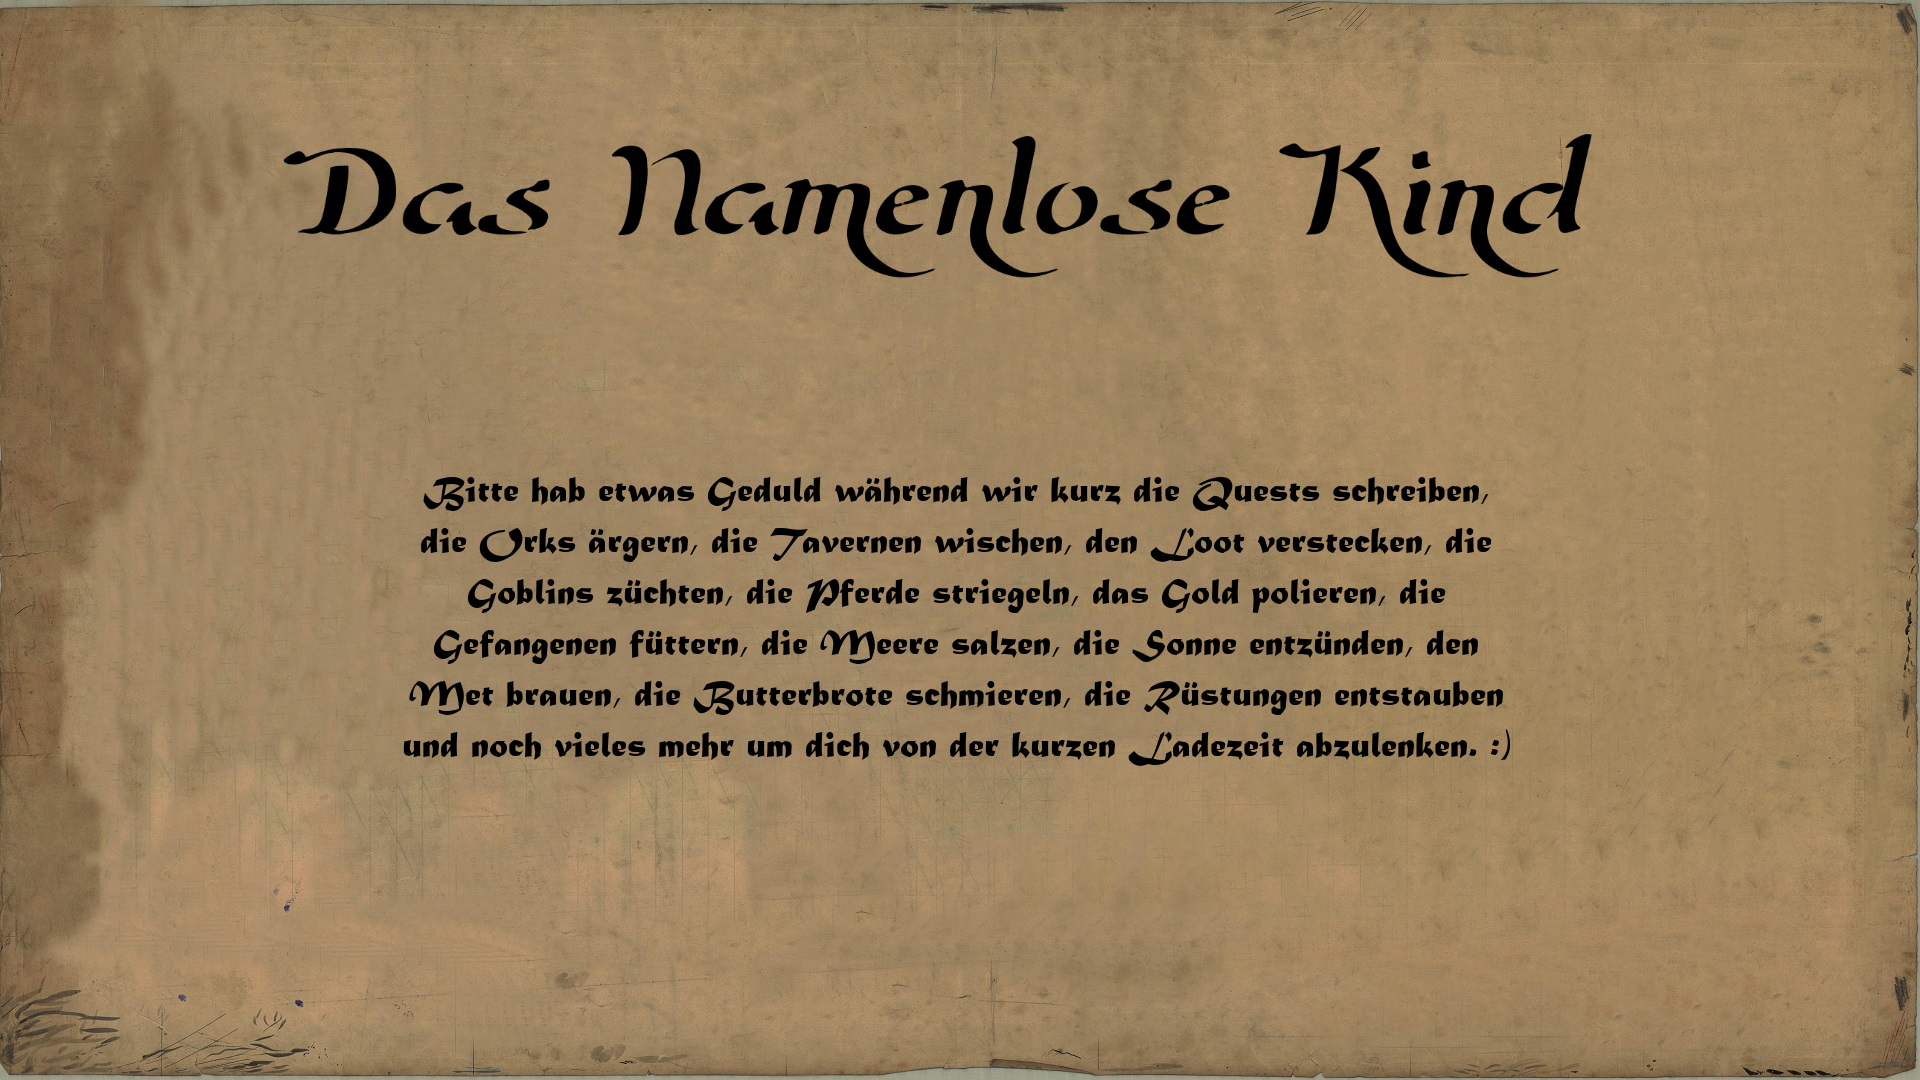 Das Namenlose Kind
Bitte hab etwas Geduld während wir kurz die Quests schreiben,
die Orks ärgern, die Tavernen wischen, den Loot verstecken, die
Goblins züchten, die Pferde striegeln, das Gold polieren, die
Gefangenen füttern, die Meere salzen, die Sonne entzünden, den
Met brauen, die Butterbrote schmieren, die Rüstungen entstauben
und noch vieles mehr um dich von der kurzen Ladezeit abzulenken. :)